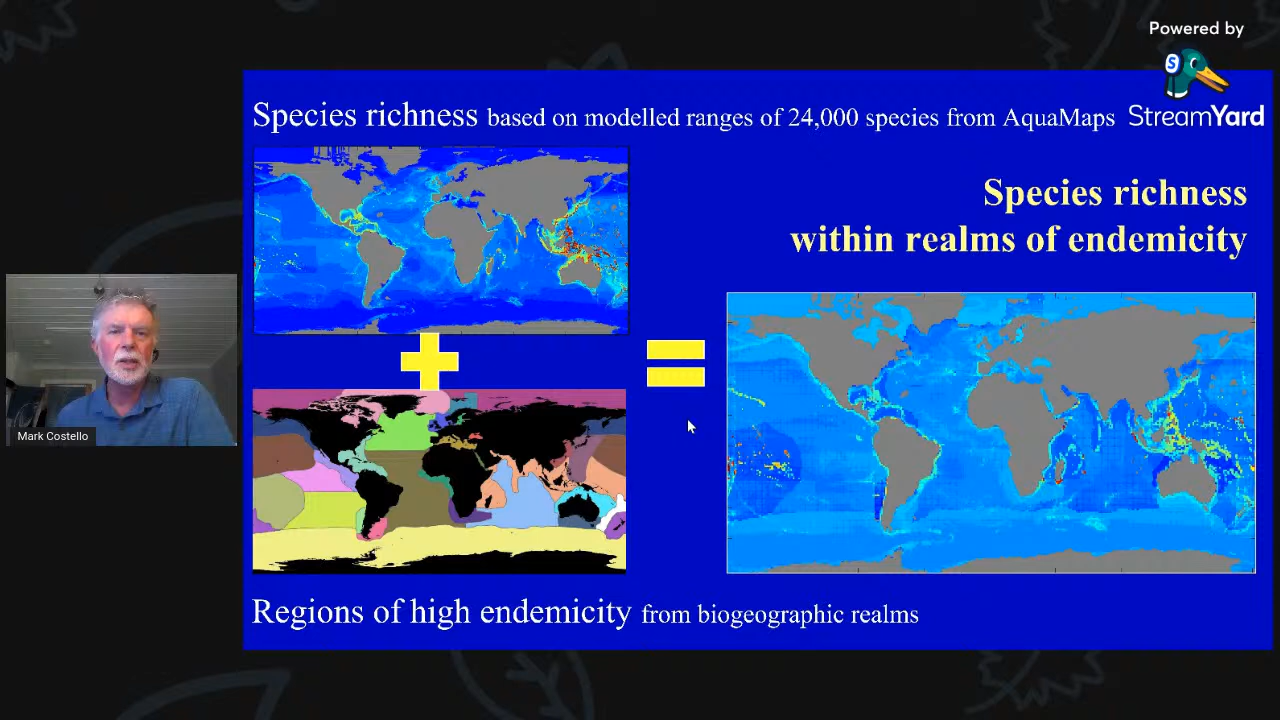 Powered by
S
StreamYard
Species richness based on modelled ranges of 24,000 species from AquaMaps
Species richness
within realms of endemicity
Mark Costello
Regions of high endemicity from biogeographic realms